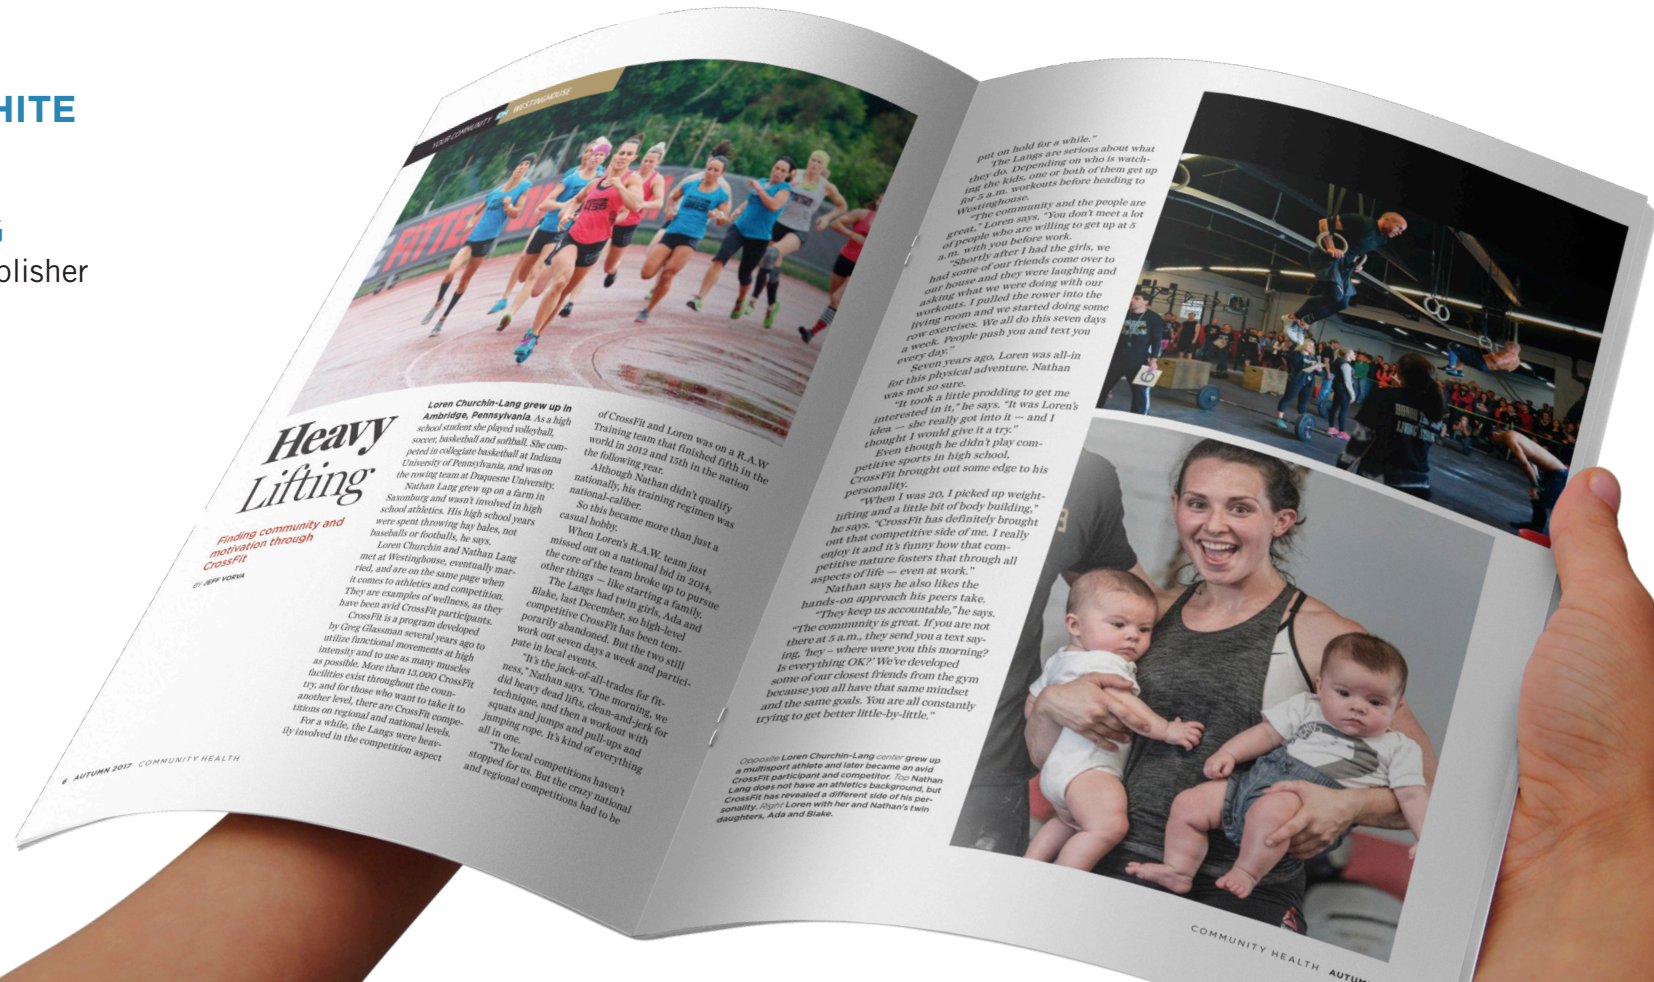 HITE
blisher
YOUR COMMUNITY
WESTINGHOUSE
FITTE
Heavy
Lifting
Finding community and
motivation through
CrossFit
BY JEFF VORVA
Loren Churchin-Lang grew up in
Ambridge, Pennsylvania. As a high
school student she played volleyball,
soccer, basketball and softball. She com-
peted in collegiate basketball at Indiana
University of Pennsylvania, and was on
the rowing team at Duquesne University.
Nathan Lang grew up on a farm in
Saxonburg and wasn't involved in high
school athletics. His high school years
were spent throwing hay bales, not
baseballs or footballs, he says.
Loren Churchin and Nathan Lang
met at Westinghouse, eventually mar-
ried, and are on the same page when
it comes to athletics and competition.
They are examples of wellness, as they
have been avid CrossFit participants.
CrossFit is a program developed
by Greg Glassman several years ago to
utilize functional movements at high
intensity and to use as many muscles
as possible. More than 13,000 CrossFit
facilities exist throughout the coun-
try, and for those who want to take it to
another level, there are CrossFit compe-
titions on regional and national levels.
For a while, the Langs were heav-
ily involved in the competition aspect
of CrossFit and Loren was on a R.A.W
Training team that finished fifth in the
world in 2012 and 15th in the nation
the following year.
Although Nathan didn't qualify
nationally, his training regimen was
national-caliber.
So this became more than just a
casual hobby.
When Loren's R.A.W. team just
missed out on a national bid in 2014,
the core of the team broke up to pursue
other things — like starting a family.
The Langs had twin girls, Ada and
Blake, last December, so high-level
competitive CrossFit has been tem-
porarily abandoned. But the two still
work out seven days a week and partici-
pate in local events.
"It's the jack-of-all-trades for fit-
ness," Nathan says. "One morning, we
did heavy dead lifts, clean-and-jerk for
technique, and then a workout with
squats and jumps and pull-ups and
jumping rope. It's kind of everything
all in one.
"The local competitions haven't
stopped for us. But the crazy national
and regional competitions had to be
6 AUTUMN 2017 COMMUNITY HEALTH
put on hold for a while."
The Langs are serious about what
they do. Depending on who is watch-
ing the kids, one or both of them get up
for 5 a.m. workouts before heading to
Westinghouse.
"The community and the people are
great," Loren says. "You don't meet a lot
of people who are willing to get up at 5
a.m. with you before work.
"Shortly after I had the girls, we
had some of our friends come over to
our house and they were laughing and
asking what we were doing with our
workouts. I pulled the rower into the
living room and we started doing some
row exercises. We all do this seven days
a week. People push you and text you
every day."
Seven years ago, Loren was all-in
for this physical adventure. Nathan
was not so sure.
"It took a little prodding to get me
interested in it," he says. "It was Loren's
idea — she really got into it — and I
thought I would give it a try."
Even though he didn't play com-
petitive sports in high school,
CrossFit brought out some edge to his
personality.
"When I was 20, I picked up weight-
lifting and a little bit of body building,"
he says. "CrossFit has definitely brought
out that competitive side of me. I really
enjoy it and it's funny how that com-
petitive nature fosters that through all
aspects of life — even at work."
Nathan says he also likes the
hands-on approach his peers take.
"They keep us accountable," he says.
"The community is great. If you are not
there at 5 a.m., they send you a text say-
ing, 'hey – where were you this morning?
Is everything OK?' We've developed
some of our closest friends from the gym
because you all have that same mindset
and the same goals. You are all constantly
trying to get better little-by-little."
Opposite Loren Churchin-Lang center grew up
a multisport athlete and later became an avid
CrossFit participant and competitor. Top Nathan
Lang does not have an athletics background, but
CrossFit has revealed a different side of his per-
sonality. Right Loren with her and Nathan's twin
daughters, Ada and Blake.
COMMUNITY HEALTH AUTUM